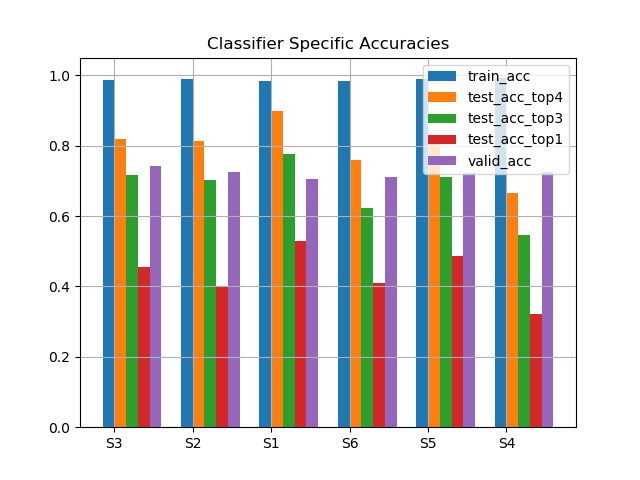 Classifier Specific Accuracies
1.0
0.8
0.6
0.4
0.2
0.0
train_acc
test_acc_top4
test_acc_top3
test_acc_top1
valid_acc
S3 S2 S1 S6 S5 S4